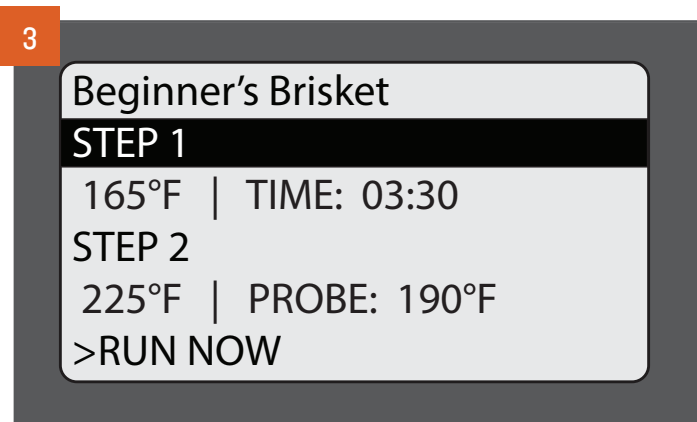 3
Beginner’s Brisket
STEP 1
165°F | TIME: 03:30
STEP 2
225°F | PROBE: 190°F
>RUN NOW